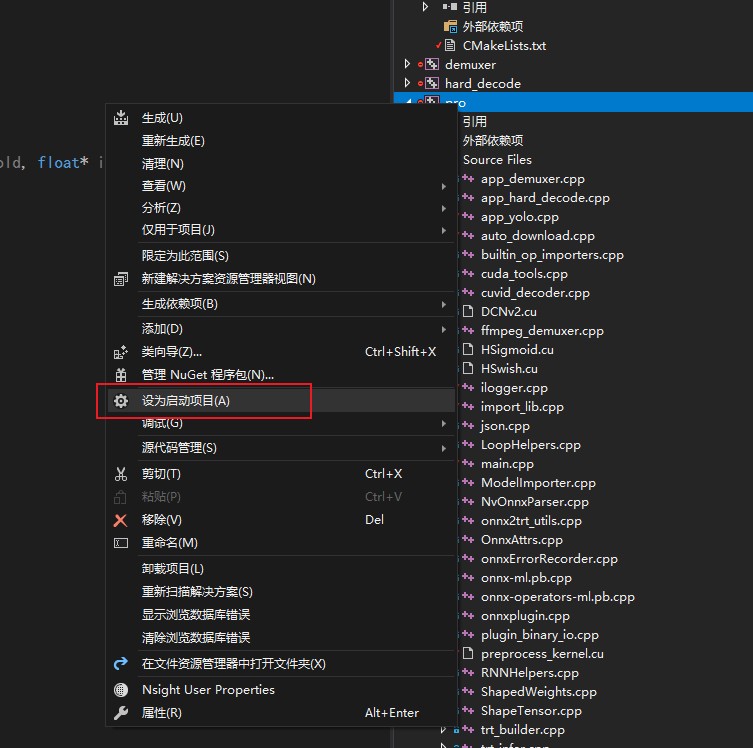 引用
外部依赖项
CMakeLists.txt
demuxer
hard_decode
pro
old, float* i
生成(U)
重新生成(E)
清理(N)
查看(W)
分析(Z)
仅用于项目(J)
限定为此范围(S)
新建解决方案资源管理器视图(N)
生成依赖项(B)
添加(D)
类向导(Z)... Ctrl+Shift+X
管理 NuGet 程序包(N)...
设为启动项目(A)
调试(G)
源代码管理(S)
剪切(T) Ctrl+X
粘贴(P) Ctrl+V
移除(V) Del
重命名(M)
卸载项目(L)
重新扫描解决方案(S)
显示浏览数据库错误
清除浏览数据库错误
在文件资源管理器中打开文件夹(X)
Nsight User Properties
属性(R) Alt+Enter
引用
外部依赖项
Source Files
app_demuxer.cpp
app_hard_decode.cpp
app_yolo.cpp
auto_download.cpp
builtin_op_importers.cpp
cuda_tools.cpp
cuvid_decoder.cpp
DCNv2.cu
ffmpeg_demuxer.cpp
HSigmoid.cu
HSwish.cu
ilogger.cpp
import_lib.cpp
json.cpp
LoopHelpers.cpp
main.cpp
ModelImporter.cpp
NvOnnxParser.cpp
onnx2trt_utils.cpp
OnnxAttrs.cpp
onnxErrorRecorder.cpp
onnx-ml.pb.cpp
onnx-operators-ml.pb.cpp
onnxplugin.cpp
plugin_binary_io.cpp
preprocess_kernel.cu
RNNHelpers.cpp
ShapedWeights.cpp
ShapeTensor.cpp
trt_builder.cpp
trt_infer.cpp